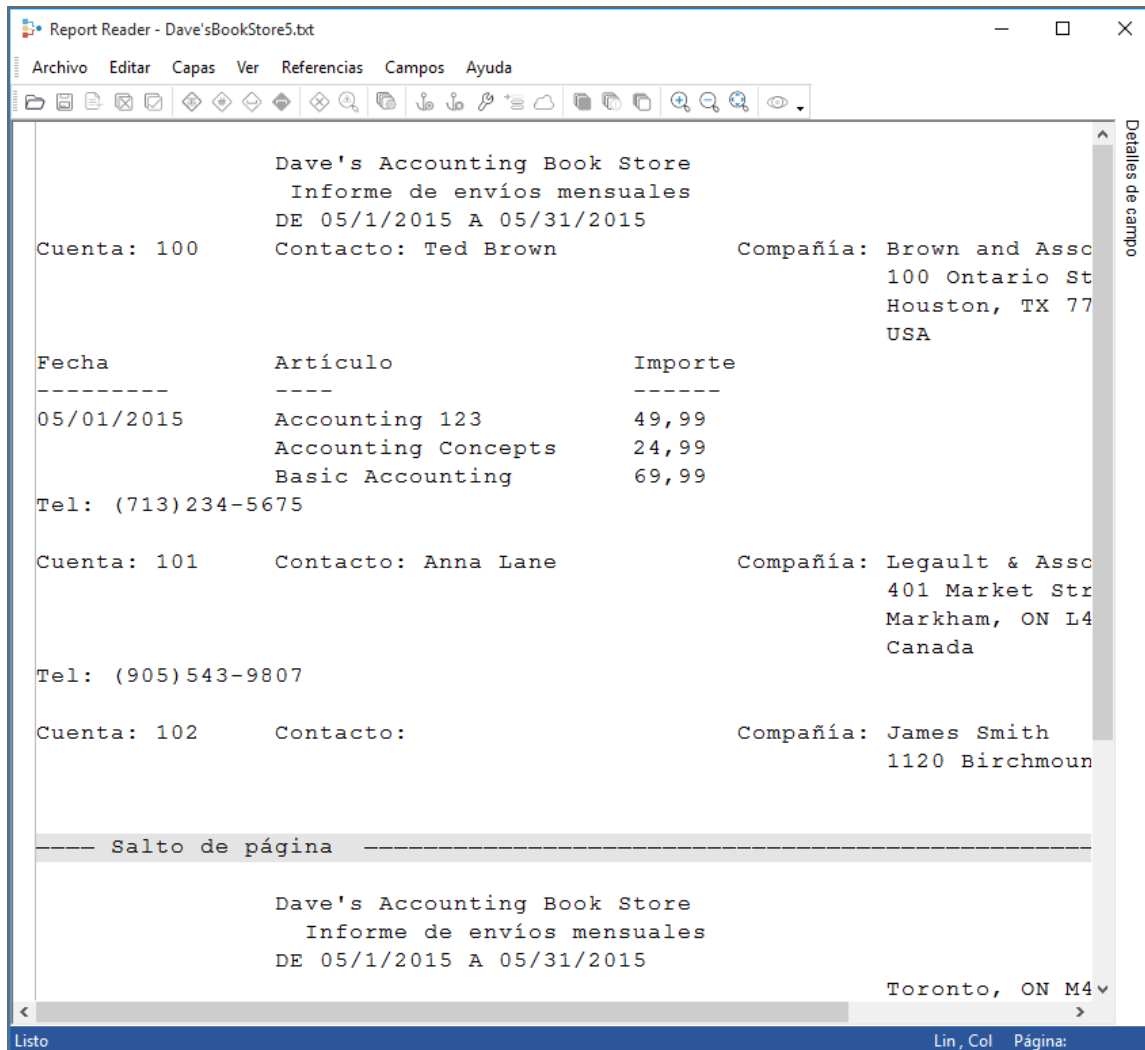 Report Reader - Dave'sBookStore5.txt
Archivo Editar Capas Ver Referencias Campos Ayuda
Detalles de campo
Dave's Accounting Book Store
Informe de envíos mensuales
DE 05/1/2015 A 05/31/2015
Cuenta: 100 Contacto: Ted Brown Compañía: Brown and Asso
100 Ontario St
Houston, TX 77
USA
Fecha Artículo Importe
--------- ---- ------
05/01/2015 Accounting 123 49,99
Accounting Concepts 24,99
Basic Accounting 69,99
Tel: (713)234-5675
Cuenta: 101 Contacto: Anna Lane Compañía: Legault & Asso
401 Market Str
Markham, ON L4
Canada
Tel: (905)543-9807
Cuenta: 102 Contacto: Compañía: James Smith
1120 Birchmoun
Salto de página
Dave's Accounting Book Store
Informe de envíos mensuales
DE 05/1/2015 A 05/31/2015
Toronto, ON M4
Listo Lin , Col Página: